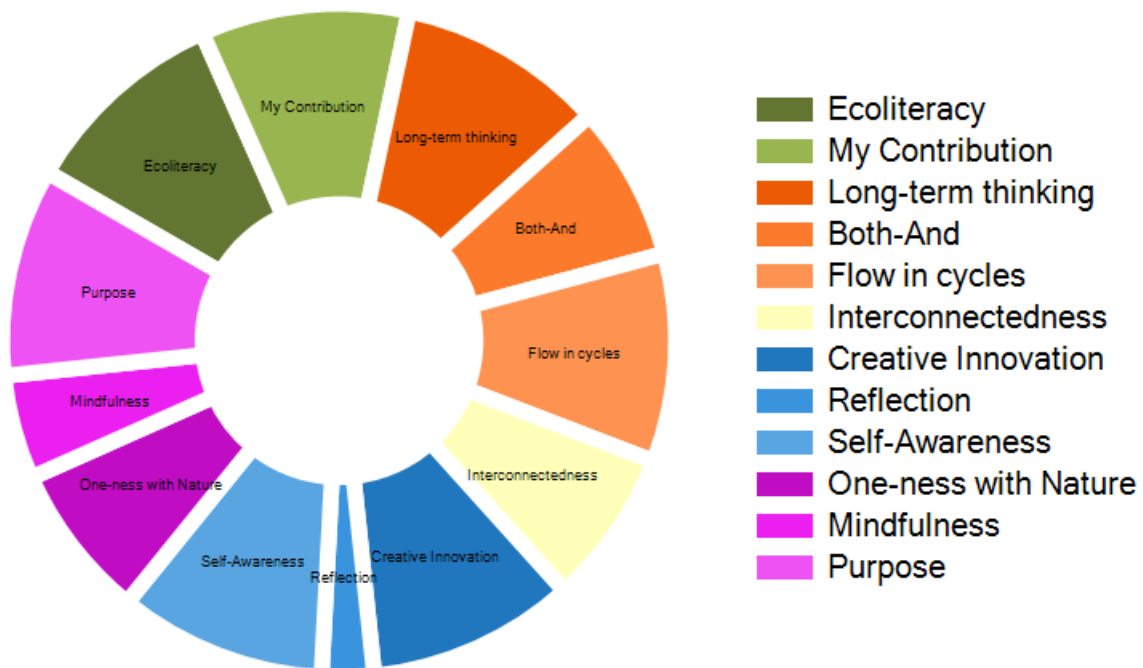 My Contribution
Long-term thinking
Ecoliteracy
Both-And
Purpose
Flow in cycles
Mindfulness
Interconnectedness
One-ness with Nature
Self-Awareness
Creative Innovation
Reflection
Ecoliteracy
My Contribution
Long-term thinking
Both-And
Flow in cycles
Interconnectedness
Creative Innovation
Reflection
Self-Awareness
One-ness with Nature
Mindfulness
Purpose